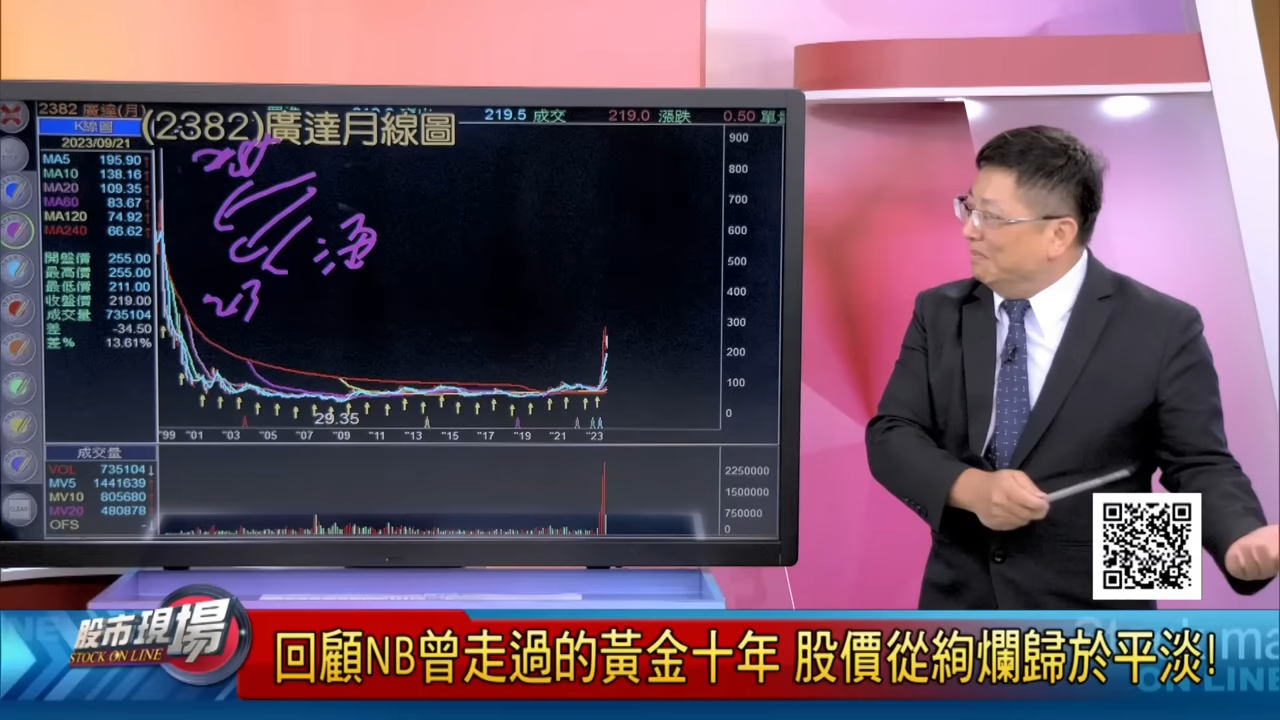 2382 廣達(月)
219.5 成交 219.0 漲跌 0.50 單量
K線圖
(2382)廣達月線圖
2023/09/21
MA5 195.90
MA10 138.16
MA20 109.35
MA60 83.67
MA120 74.92
MA240 66.62
開盤價 255.00
最高價 255.00
最低價 211.00
收盤價 219.00
成交量 735104
差 -34.50
差% 13.61%
900
800
700
600
500
400
300
200
100
0
29.35
"99 "01 "03 "05 "07 "09 "11 "13 "15 "17 "19 "21 "23
成交量
VOL 735104
MV5 1441639
MV10 805680
MV20 480878
OFS -1
2250000
1500000
750000
0
CLEAR
股市現場
STOCK ON LINE
回顧NB曾走過的黃金十年 股價從絢爛歸於平淡!
ON LINE